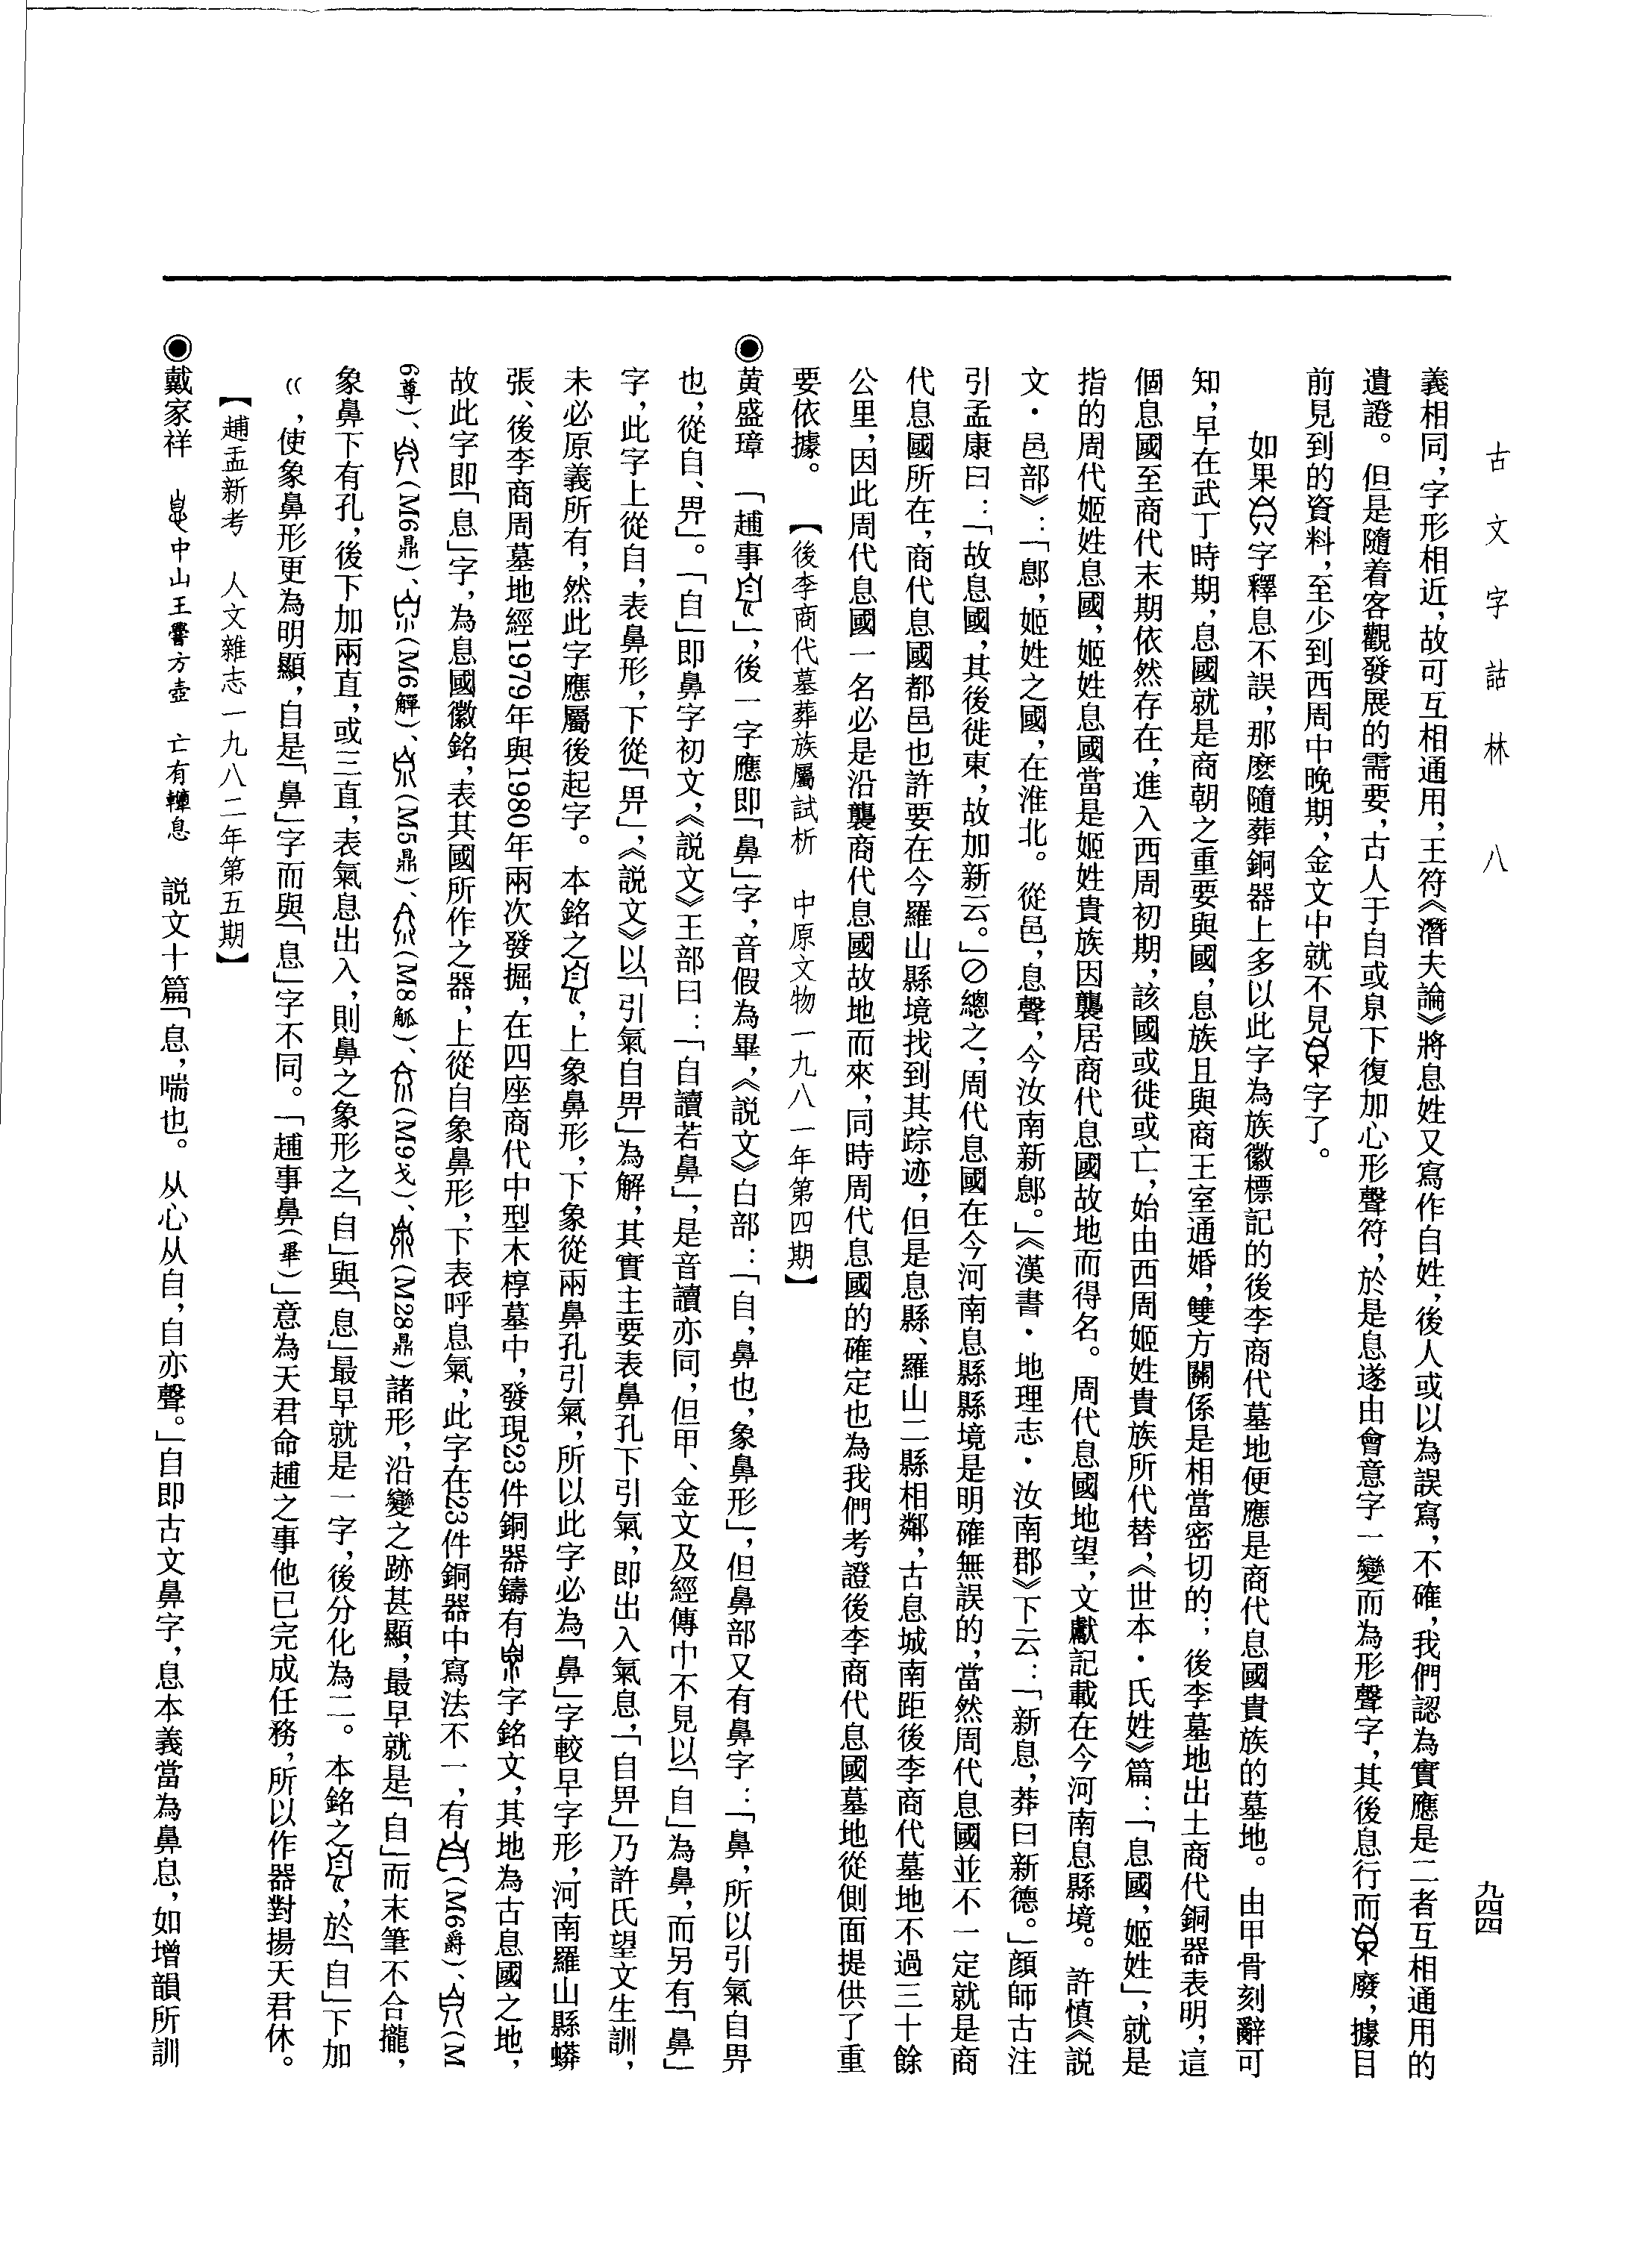 古文字詁林 八
九四四
義相同，字形相近，故可互相通用，王符《潛夫論》將息姓又寫作自姓，後人或以為誤寫，不確，我們認為實應是二者互相通用的
遺證。但是隨着客觀發展的需要，古人于自或㫐下復加心形聲符，於是息遂由會意字一變而為形聲字，其後息行而廢，據目
前見到的資料，至少到西周中晚期，金文中就不見字了。
如果字釋息不誤，那麽隨葬銅器上多以此字為族徽標記的後李商代墓地便應是商代息國貴族的墓地。由甲骨刻辭可
知，早在武丁時期，息國就是商朝之重要與國，息族且與商王室通婚，雙方關係是相當密切的；後李墓地出土商代銅器表明，這
個息國至商代末期依然存在，進入西周初期，該國或徙或亡，始由西周姬姓貴族所代替，《世本·氏姓》篇：「息國，姬姓」，就是
指的周代姬姓息國，姬姓息國當是姬姓貴族因襲居商代息國故地而得名。周代息國地望，文獻記載在今河南息縣境。許慎《說
文·邑部》：「鄎，姬姓之國，在淮北。從邑，息聲，今汝南新鄎。」《漢書·地理志·汝南郡》下云：「新息，莽曰新德。」顔師古注
引孟康曰：「故息國，其後徙東，故加新云。」⊘總之，周代息國在今河南息縣縣境是明確無誤的，當然周代息國並不一定就是商
代息國所在，商代息國都邑也許要在今羅山縣境找到其踪迹，但是息縣、羅山二縣相鄰，古息城南距後李商代墓地不過三十餘
公里，因此周代息國一名必是沿襲商代息國故地而來，同時周代息國的確定也為我們考證後李商代息國墓地從側面提供了重
要依據。【後李商代墓葬族屬試析 中原文物一九八一年第四期】
◉黃盛璋 「趞事」，後一字應即「鼻」字，音假為畢，《説文》白部：「自，鼻也，象鼻形」，但鼻部又有鼻字：「鼻，所以引氣自畀
也，從自、畀」。「自」即鼻字初文，《説文》王部曰：「自讀若鼻」，是音讀亦同，但甲、金文及經傳中不見以「自」為鼻，而另有「鼻」
字，此字上從自，表鼻形，下從「畀」，《説文》以「引氣自畀」為解，其實主要表鼻孔下引氣，即出入氣息，「自畀」乃許氏望文生訓，
未必原義所有，然此字應屬後起字。本銘之，上象鼻形，下象從兩鼻孔引氣，所以此字必為「鼻」字較早字形，河南羅山縣蟒
張、後李商周墓地經1979年與1980年兩次發掘，在四座商代中型木椁墓中，發現23件銅器鑄有字銘文，其地為古息國之地，
故此字即「息」字，為息國徽銘，表其國所作之器，上從自象鼻形，下表呼息氣，此字在23件銅器中寫法不一，有（M6爵）、（M
6尊）、（M6鼎）、（M6觶）、（M5鼎）、（M8觚）、（M9戈）、（M28鼎）諸形，沿變之跡甚顯，最早就是「自」而末筆不合攏，
象鼻下有孔，後下加兩直，或三直，表氣息出入，則鼻之象形之「自」與「息」最早就是一字，後分化為二。本銘之，於「自」下加
，使象鼻形更為明顯，自是「鼻」字而與「息」字不同。「趞事鼻（畢）」意為天君命趞之事他已完成任務，所以作器對揚天君休。
【趞盂新考 人文雜志一九八二年第五期】
◉戴家祥 中山王方壺 亡有息 説文十篇「息，喘也。从心从自，自亦聲。」自即古文鼻字，息本義當為鼻息，如增韻所訓